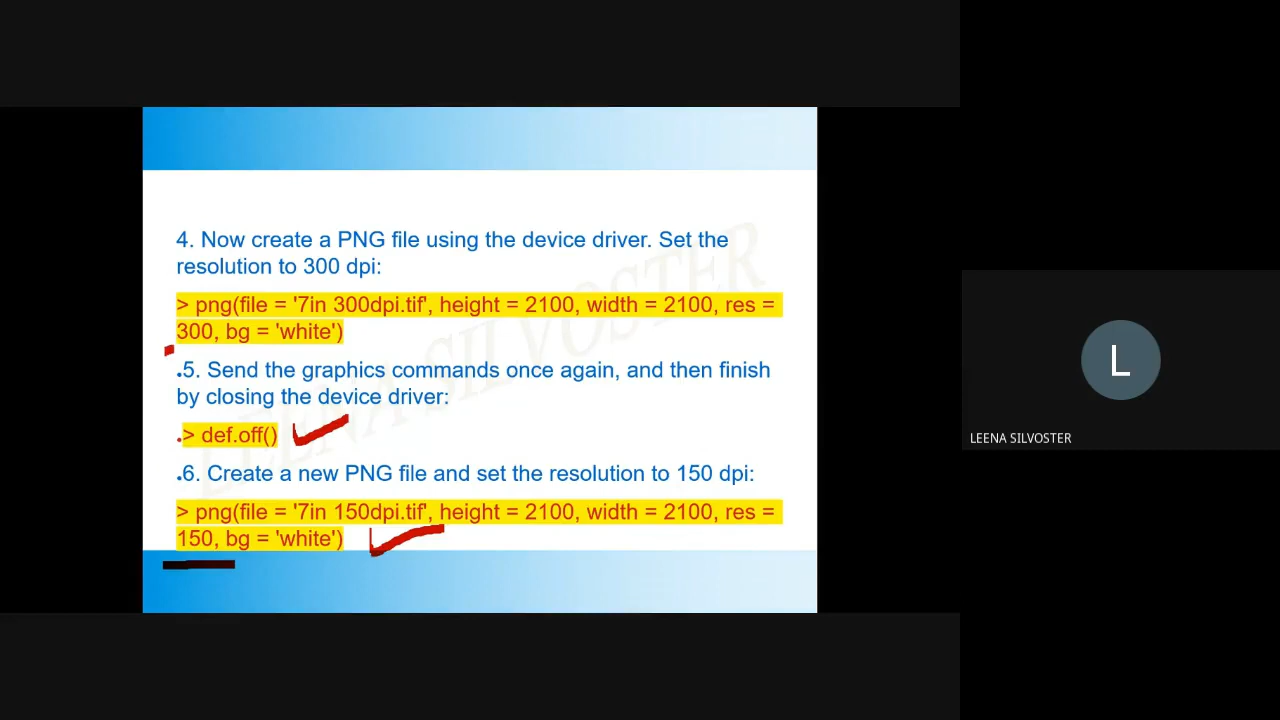 4. Now create a PNG file using the device driver. Set the
resolution to 300 dpi:
> png(file = '7in 300dpi.tif', height = 2100, width = 2100, res =
300, bg = 'white')
.5. Send the graphics commands once again, and then finish
by closing the device driver:
.> def.off()
.6. Create a new PNG file and set the resolution to 150 dpi:
> png(file = '7in 150dpi.tif', height = 2100, width = 2100, res =
150, bg = 'white')
LEENA SILVOSTER
L
LEENA SILVOSTER